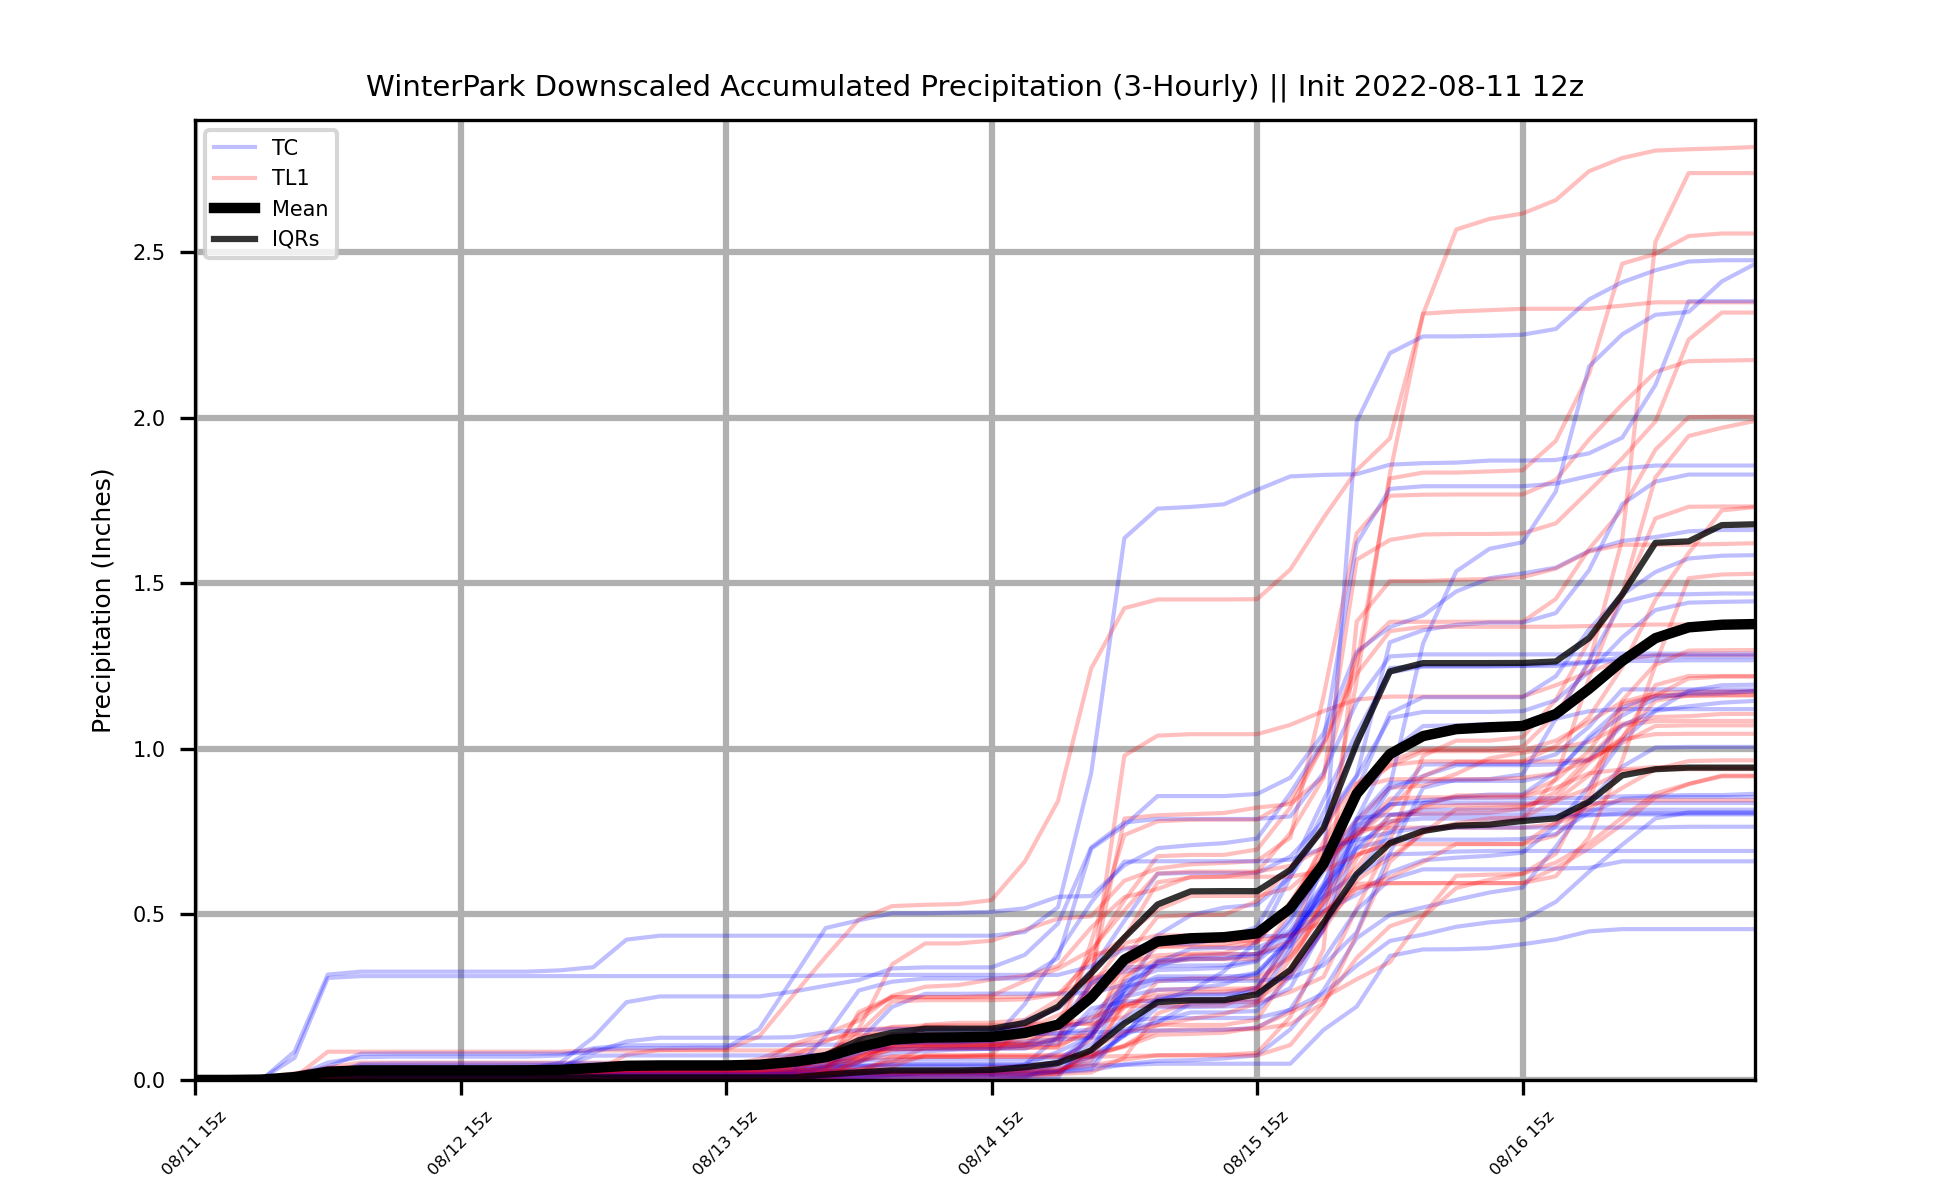 WinterPark Downscaled Accumulated Precipitation (3-Hourly) || Init 2022-08-11 12z
TC
TL1
Mean
IQRs
Precipitation (Inches)
2.5
2.0
1.5
1.0
0.5
0.0
08/11 15z
08/12 15z
08/13 15z
08/14 15z
08/15 15z
08/16 15z